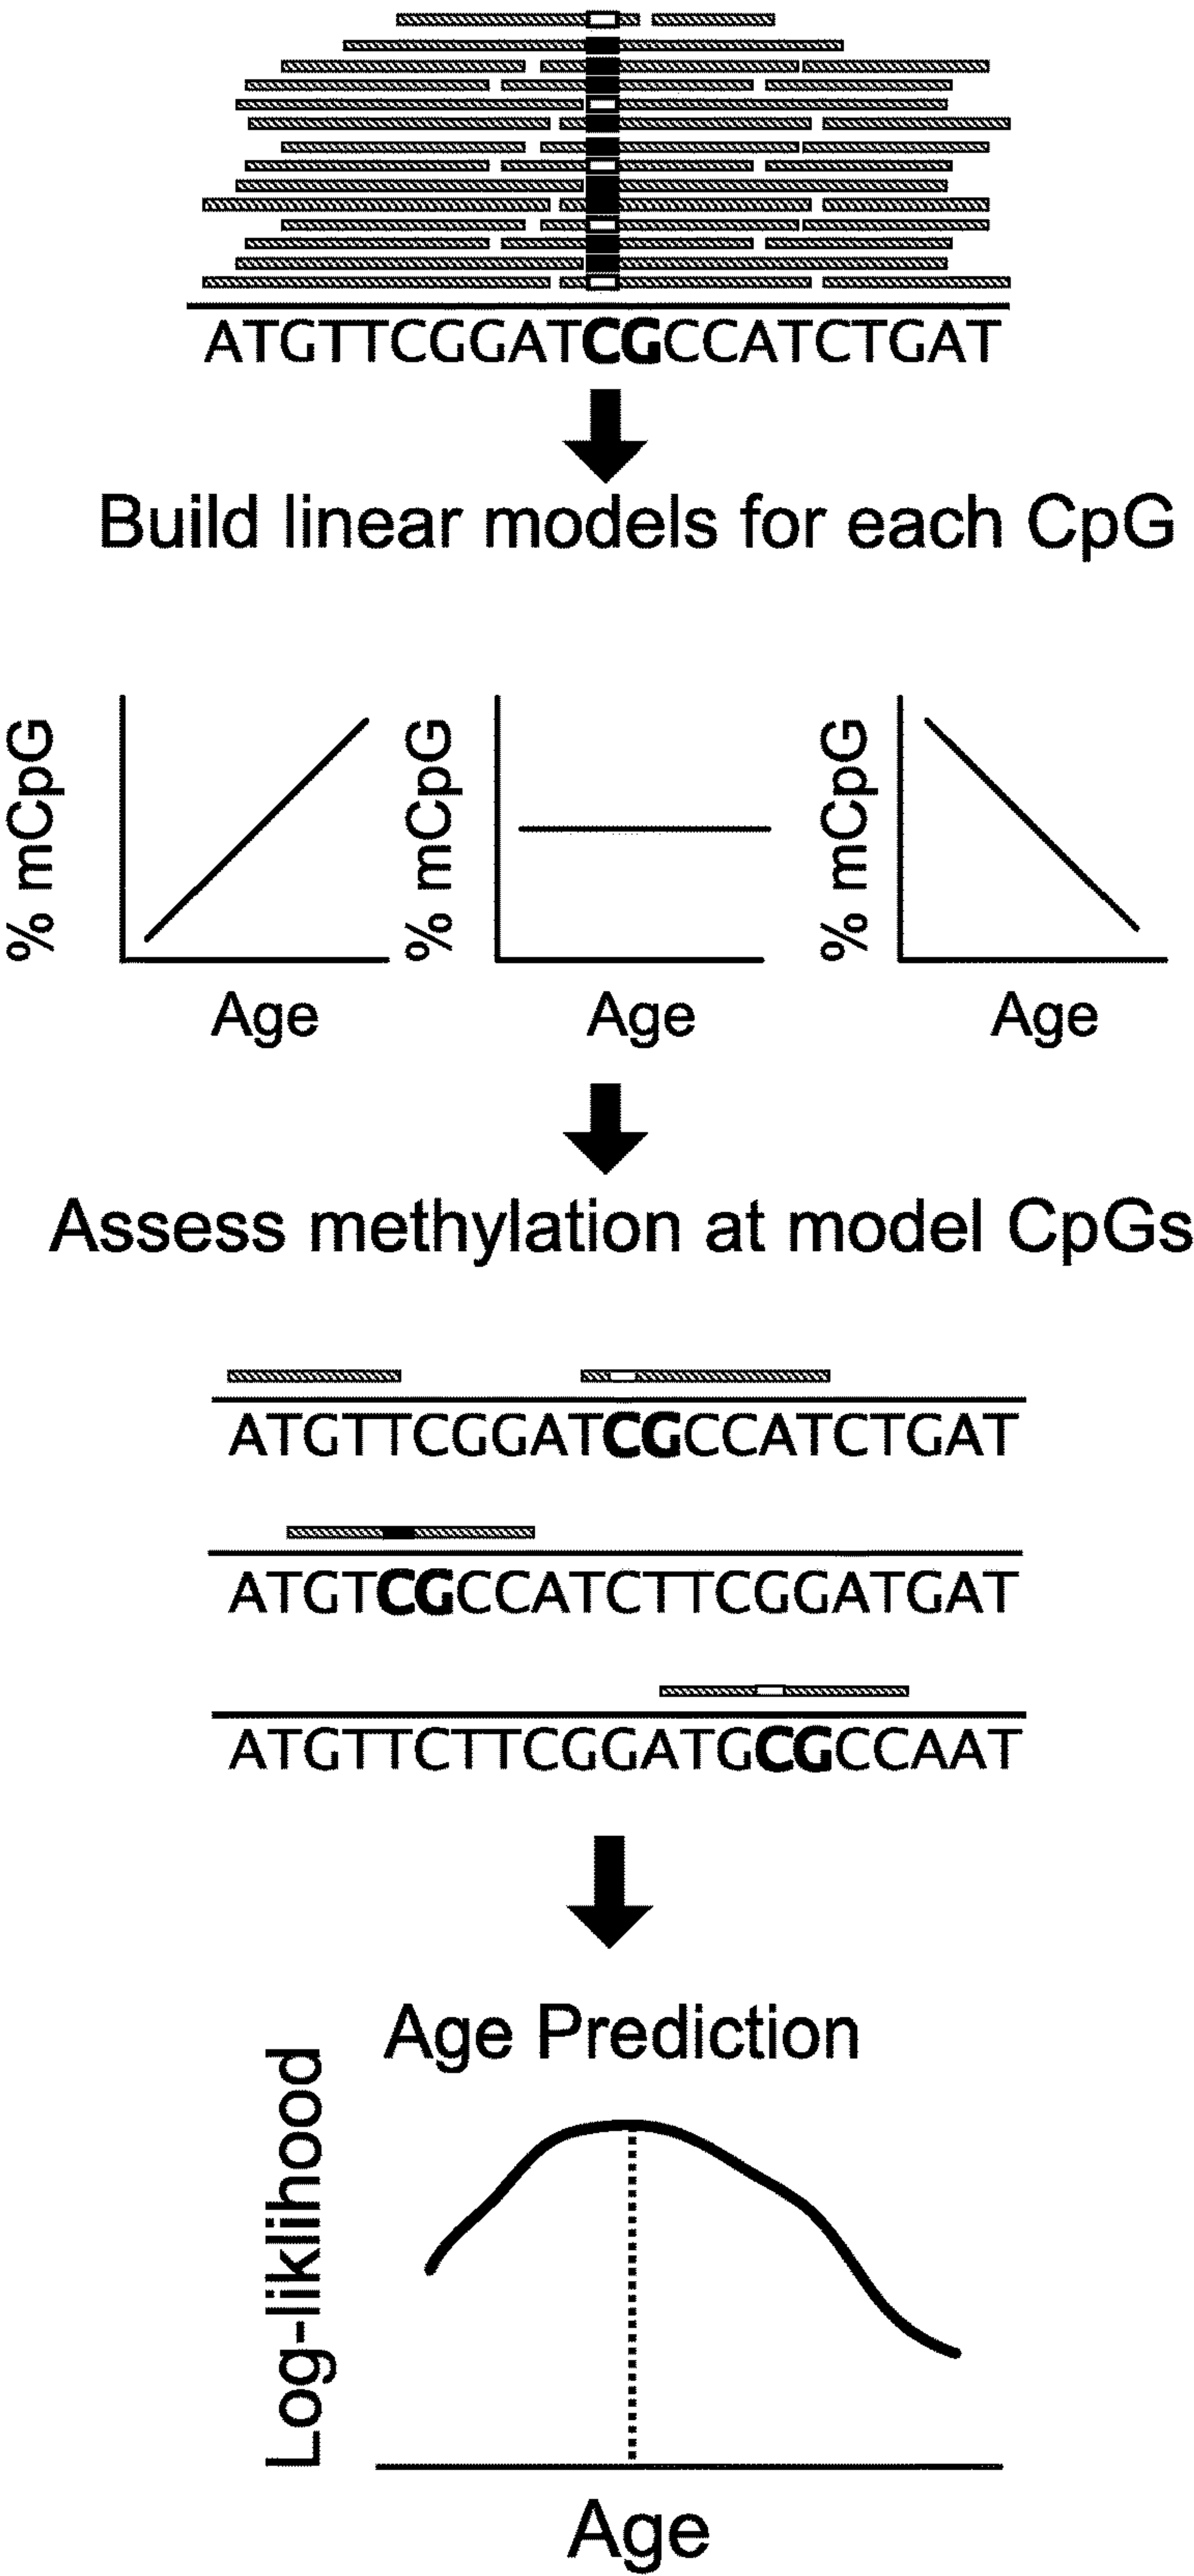 ATGTTCGGATCGCCATCTGAT
Build linear models for each CpG
% mCpG
Age
% mCpG
Age
% mCpG
Age
Assess methylation at model CpGs
ATGTTCGGATCGCCATCTGAT
ATGTCGCCATCTTCGGATGAT
ATGTTCTTCGGATGCGCCAAT
Age Prediction
Log-liklihood
Age